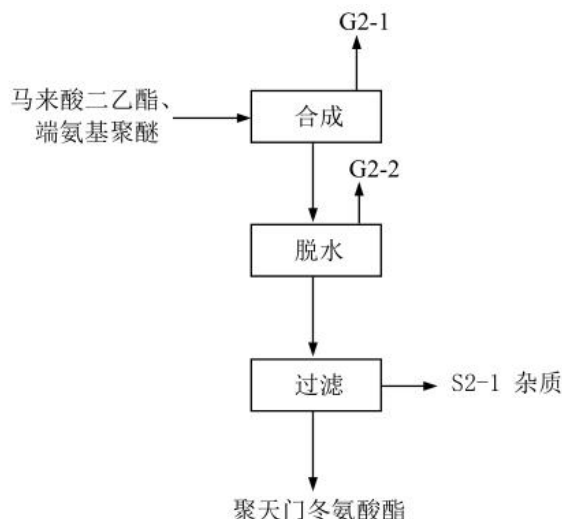 G2-1
马来酸二乙酯、
端氨基聚醚
合成
G2-2
脱水
过滤
S2-1 杂质
聚天门冬氨酸酯